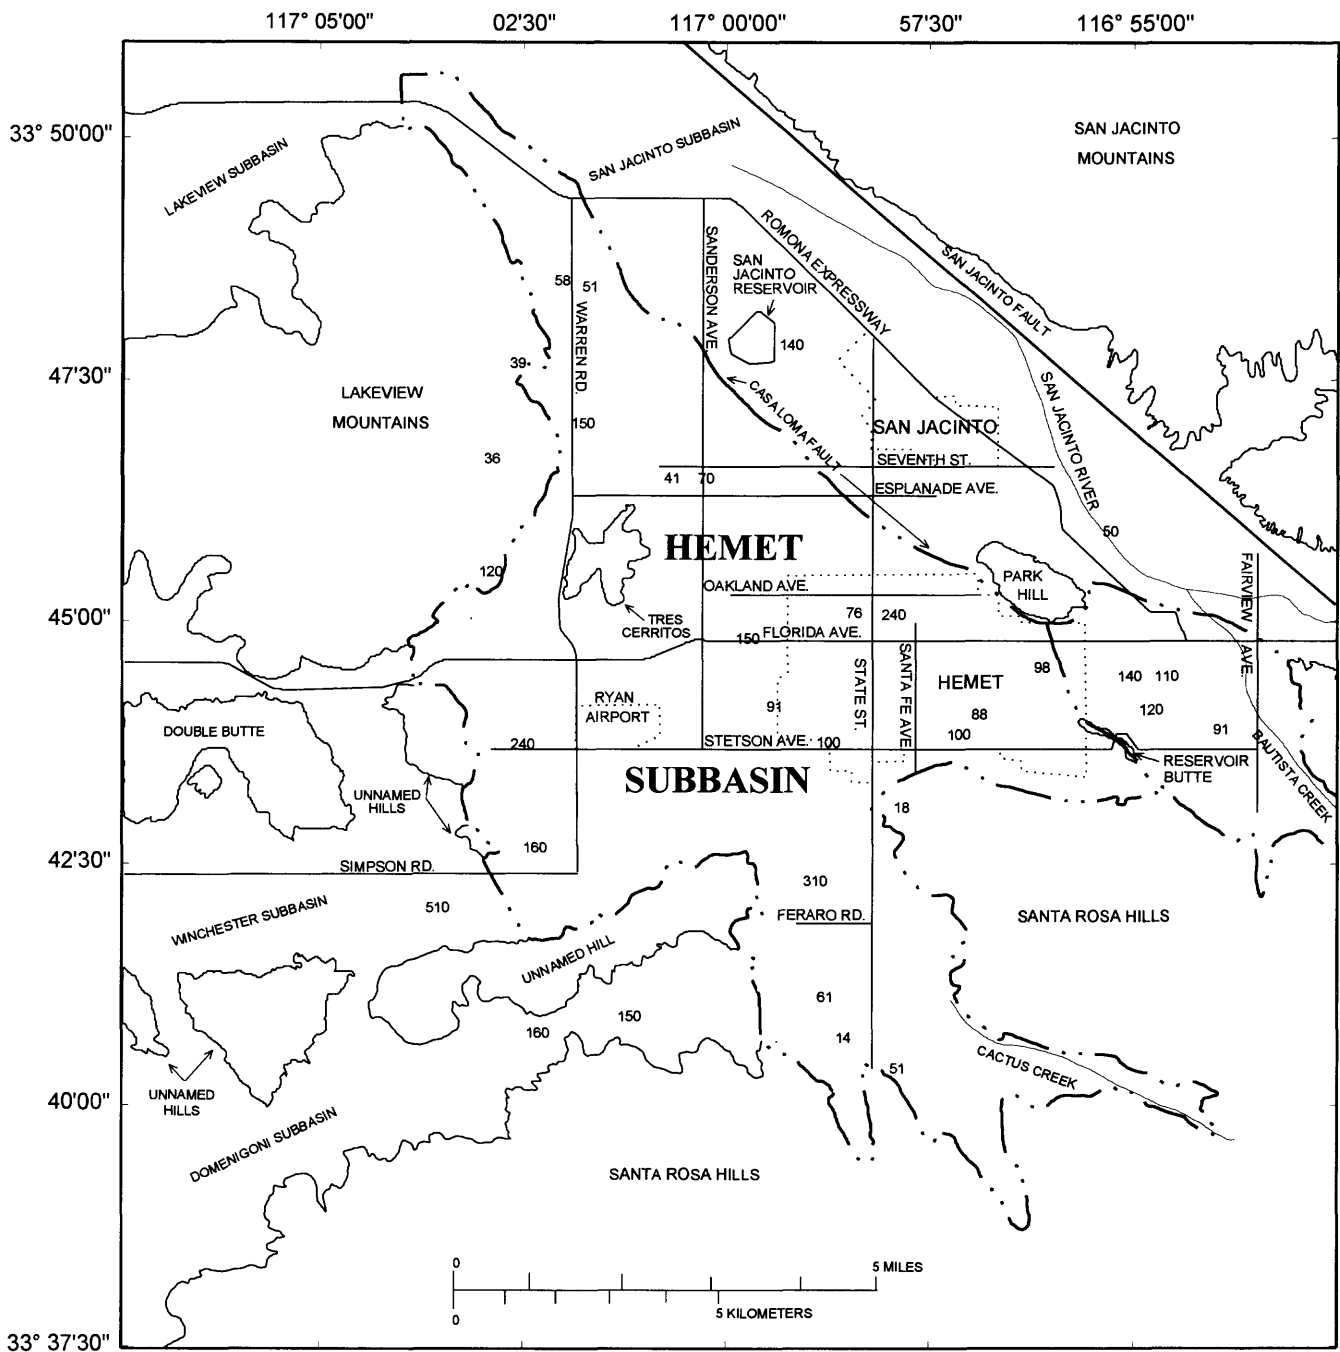 117° 05'00"
02'30"
117° 00'00"
57'30"
116° 55'00"
33° 50'00"
47'30"
45'00"
42'30"
40'00"
33° 37'30"
SAN JACINTO
MOUNTAINS
LAKEVIEW SUBBASIN
SAN JACINTO SUBBASIN
ROMONA EXPRESSWAY
SAN JACINTO FAULT
SANDERSON AVE.
SAN
JACINTO
RESERVOIR
58
51
WARREN RD.
140
39
LAKEVIEW
MOUNTAINS
CASA LOMA FAULT
SAN JACINTO RIVER
150
SAN JACINTO
36
SEVENTH ST.
41
70
ESPLANADE AVE.
50
HEMET
120
PARK
HILL
FAIRVIEW
AVE
OAKLAND AVE.
TRES
CERRITOS
76
240
150
FLORIDA AVE.
STATE ST.
SANTA FE AVE
98
HEMET
140
110
120
RYAN
AIRPORT
91
88
100
91
DOUBLE BUTTE
240
STETSON AVE.
100
RESERVOIR
BUTTE
BAUTISTA CREEK
SUBBASIN
UNNAMED
HILLS
18
160
SIMPSON RD.
310
510
FERARO RD.
SANTA ROSA HILLS
WINCHESTER SUBBASIN
UNNAMED HILL
61
160
150
14
51
CACTUS CREEK
UNNAMED
HILLS
DOMENIGONI SUBBASIN
SANTA ROSA HILLS
0
5 MILES
0
5 KILOMETERS